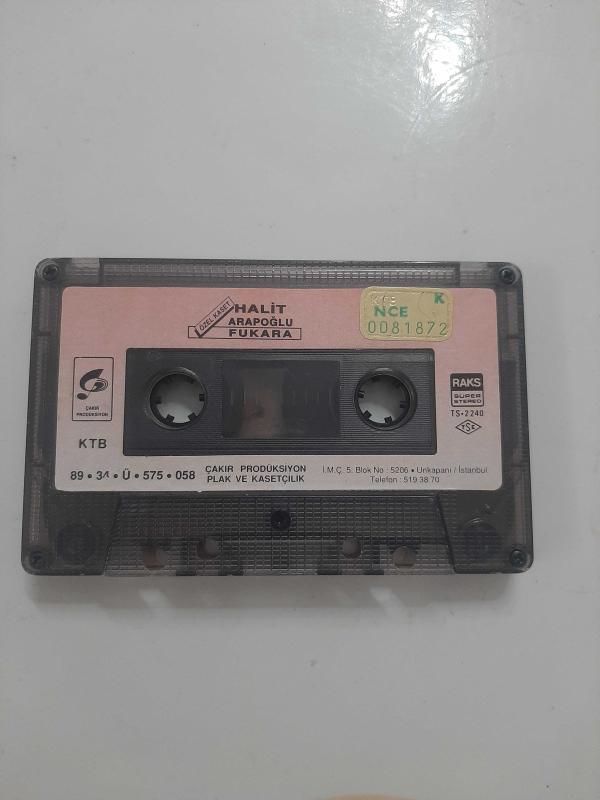 ÖZEL KASET
HALİT
ARAPOĞLU
FUKARA
KTB K
NCE
0081872
ÇAKIR
PRODÜKSİYON
KTB
RAKS
SUPER
STEREO
TS•2240
TSE
89 • 34 • Ü • 575 • 058
ÇAKIR PRODÜKSİYON
PLAK VE KASETÇİLİK
İ.M.Ç. 5. Blok No : 5206 • Unkapanı / İstanbul
Telefon : 519 38 70